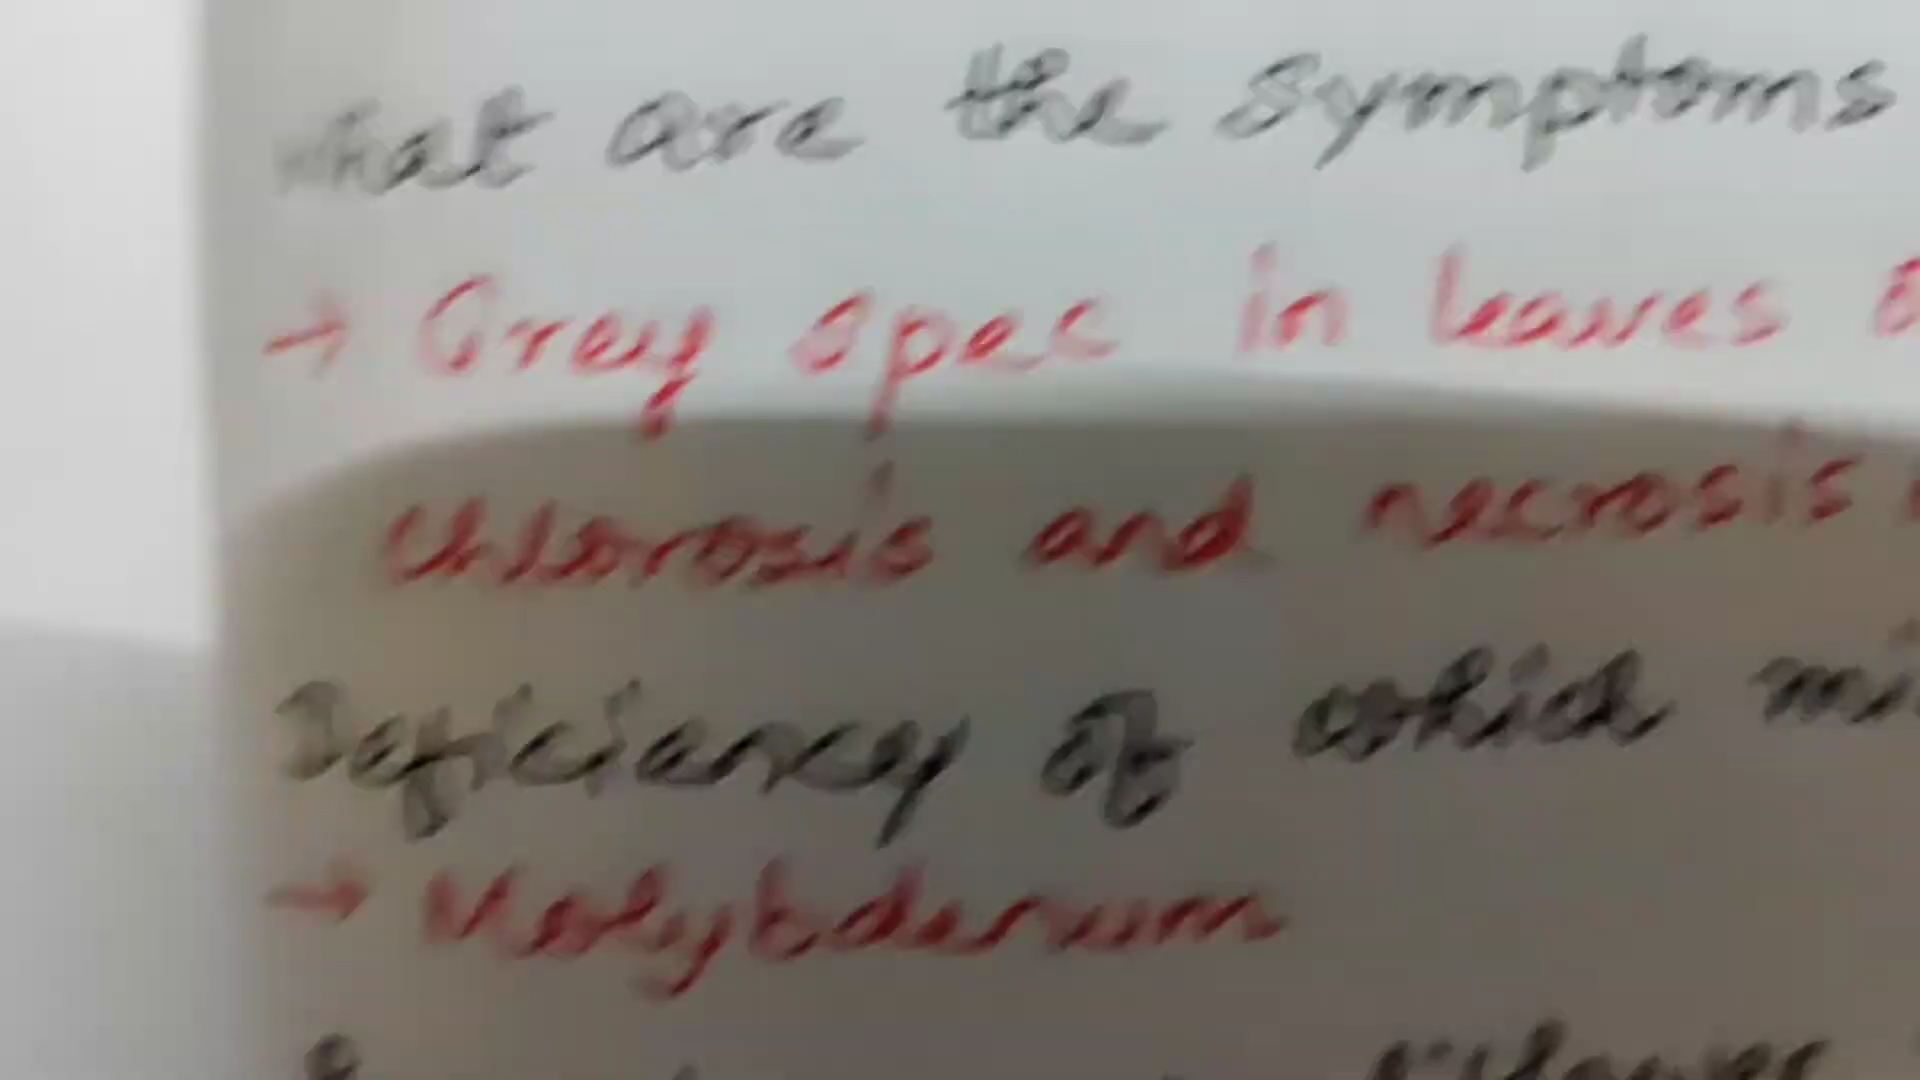 What are the symptoms
→ Grey spec in leaves
chlorosis and necrosis
Deficiency of which
→ Molybdenum